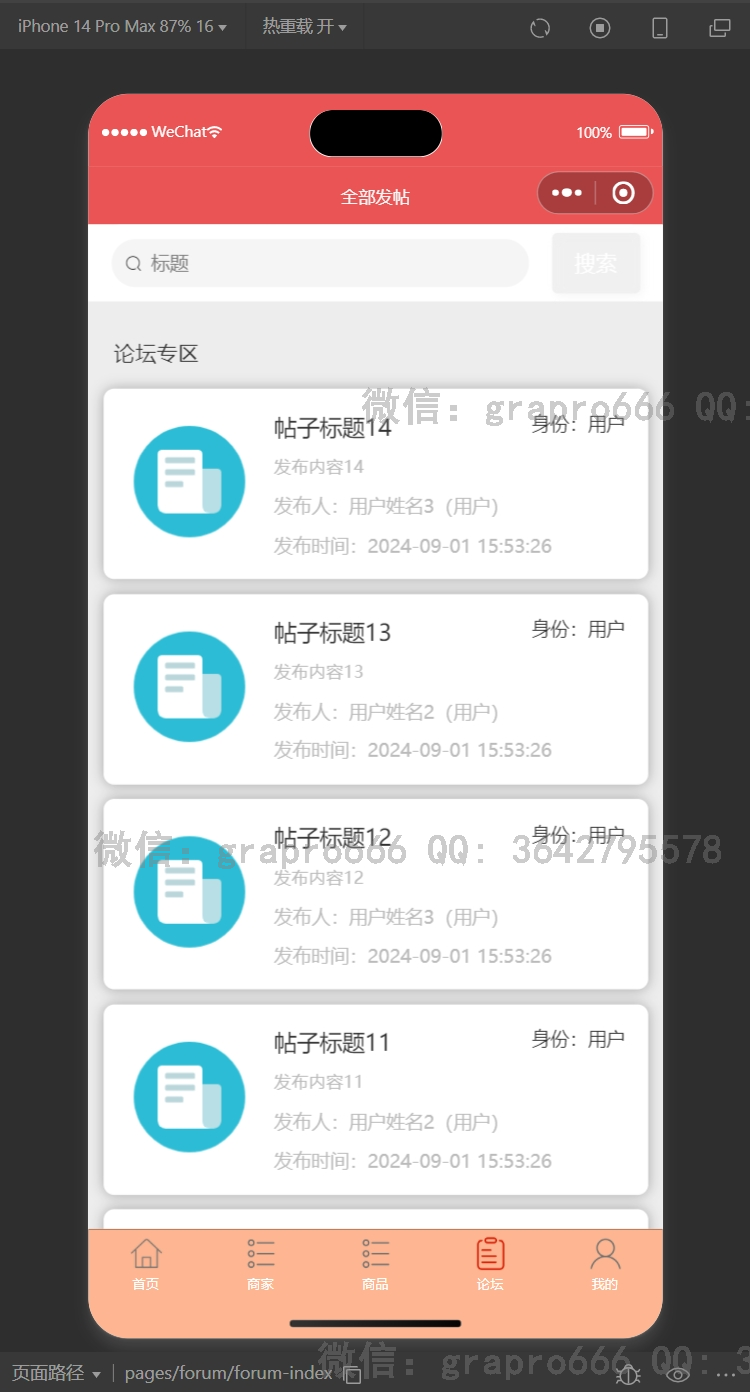 iPhone 14 Pro Max 87% 16 热重载 开
WeChat 100%
全部发帖
标题 搜索
论坛专区
微信：grapro666 QQ：
帖子标题14 身份：用户
发布内容14
发布人：用户姓名3（用户）
发布时间：2024-09-01 15:53:26
帖子标题13 身份：用户
发布内容13
发布人：用户姓名2（用户）
发布时间：2024-09-01 15:53:26
帖子标题12 身份：用户
微信：grapro666 QQ：3642795578
发布内容12
发布人：用户姓名3（用户）
发布时间：2024-09-01 15:53:26
帖子标题11 身份：用户
发布内容11
发布人：用户姓名2（用户）
发布时间：2024-09-01 15:53:26
首页 商家 商品 论坛 我的
微信：grapro666 QQ：3
页面路径 pages/forum/forum-index